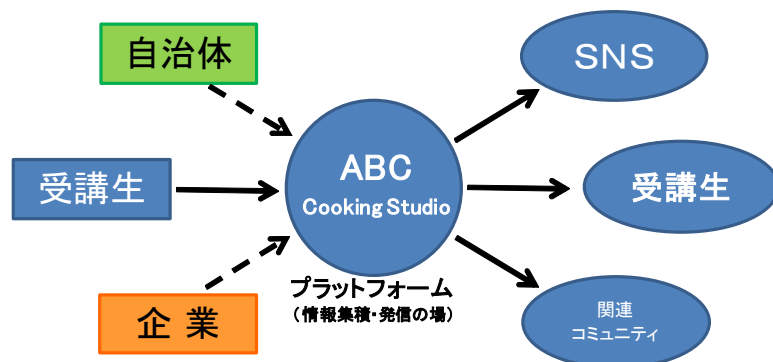 自治体
受講生
企 業
ABC
Cooking Studio
プラットフォーム
（情報集積・発信の場）
SNS
受講生
関連
コミュニティ